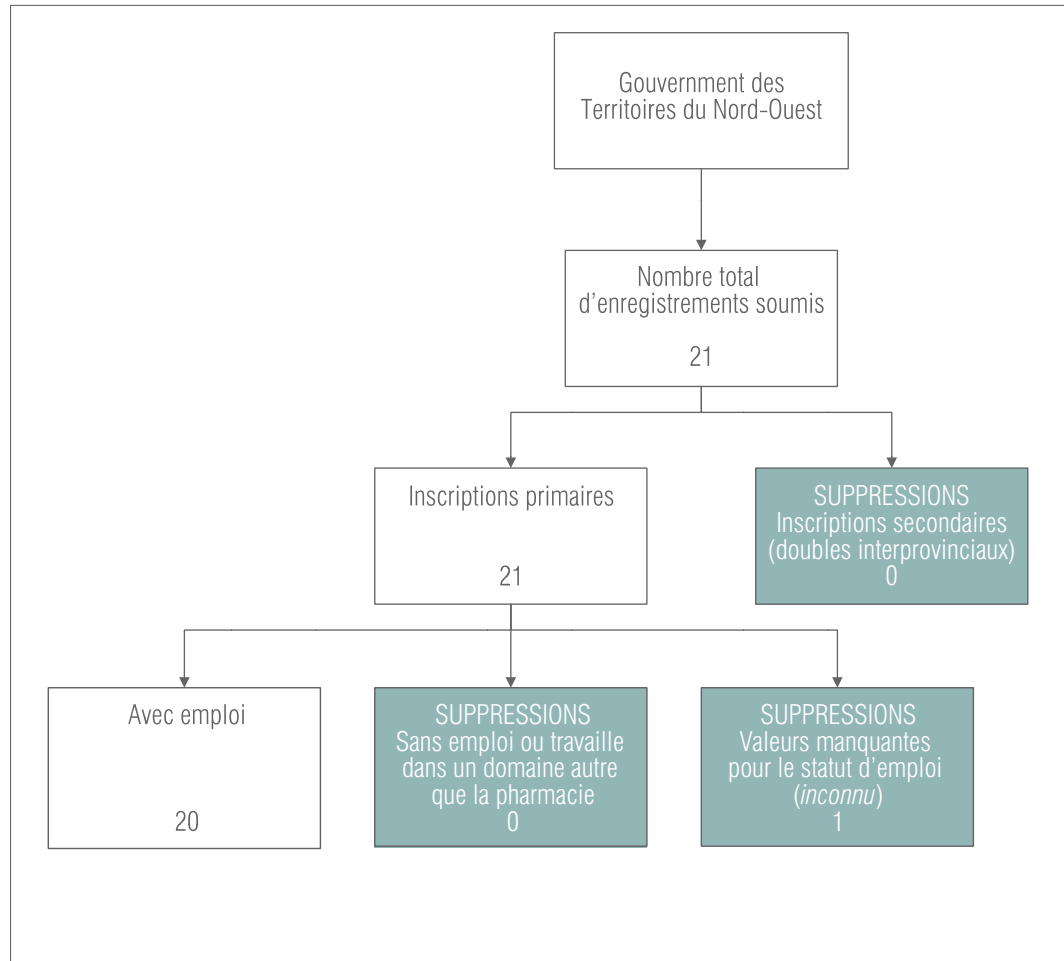 Gouvernment des
Territoires du Nord-Ouest
Nombre total
d'enregistrements soumis
21
Inscriptions primaires
21
SUPPRESSIONS
Inscriptions secondaires
(doubles interprovinciaux)
0
Avec emploi
20
SUPPRESSIONS
Sans emploi ou travaille
dans un domaine autre
que la pharmacie
0
SUPPRESSIONS
Valeurs manquantes
pour le statut d'emploi
(inconnu)
1